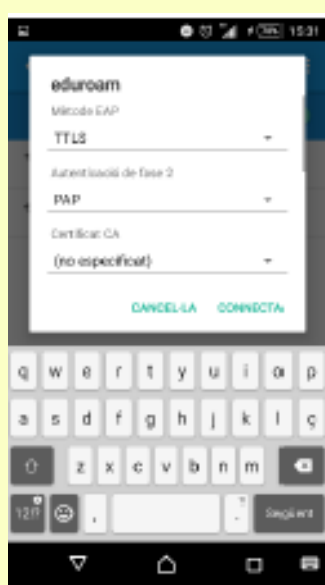 15:31
eduroam
Mètode EAP
TTLS
Autenticació de fase 2
PAP
Certificat CA
(no especificat)
CANCEL·LA CONNECTA
q w e r t y u i o p
a s d f g h j k l ç
z x c v b n m
12!? , .
Següent